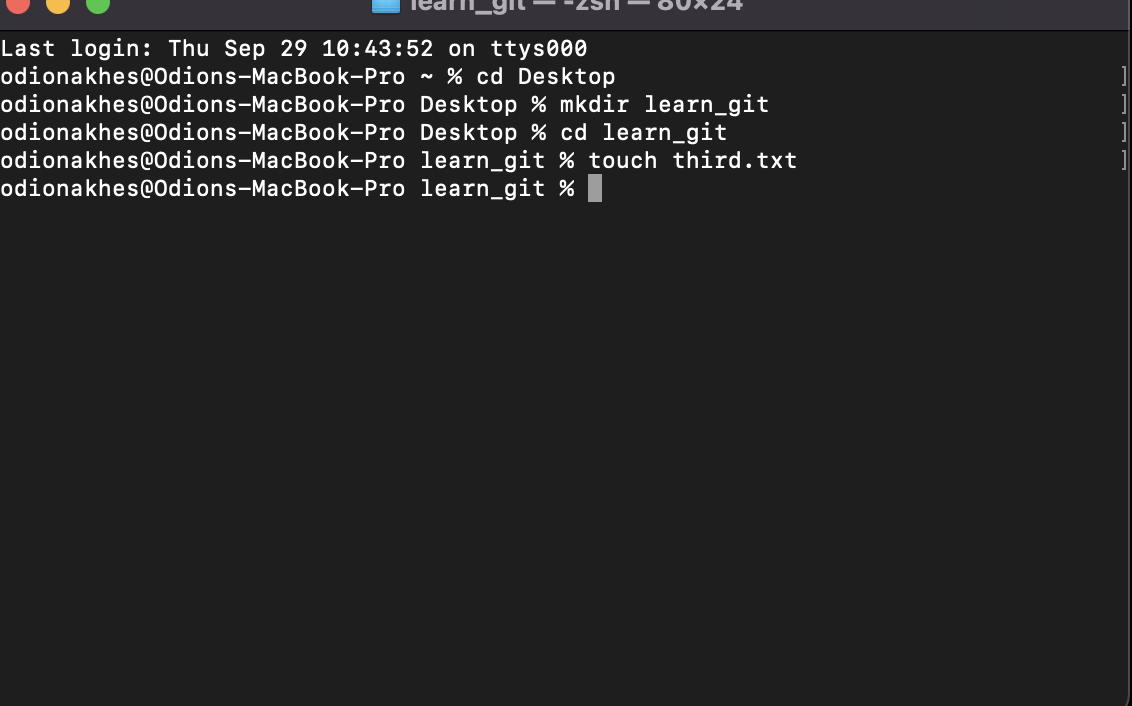 learn_git — -zsh — 80×24
Last login: Thu Sep 29 10:43:52 on ttys000
odionakhes@Odions-MacBook-Pro ~ % cd Desktop ]
odionakhes@Odions-MacBook-Pro Desktop % mkdir learn_git ]
odionakhes@Odions-MacBook-Pro Desktop % cd learn_git ]
odionakhes@Odions-MacBook-Pro learn_git % touch third.txt ]
odionakhes@Odions-MacBook-Pro learn_git %